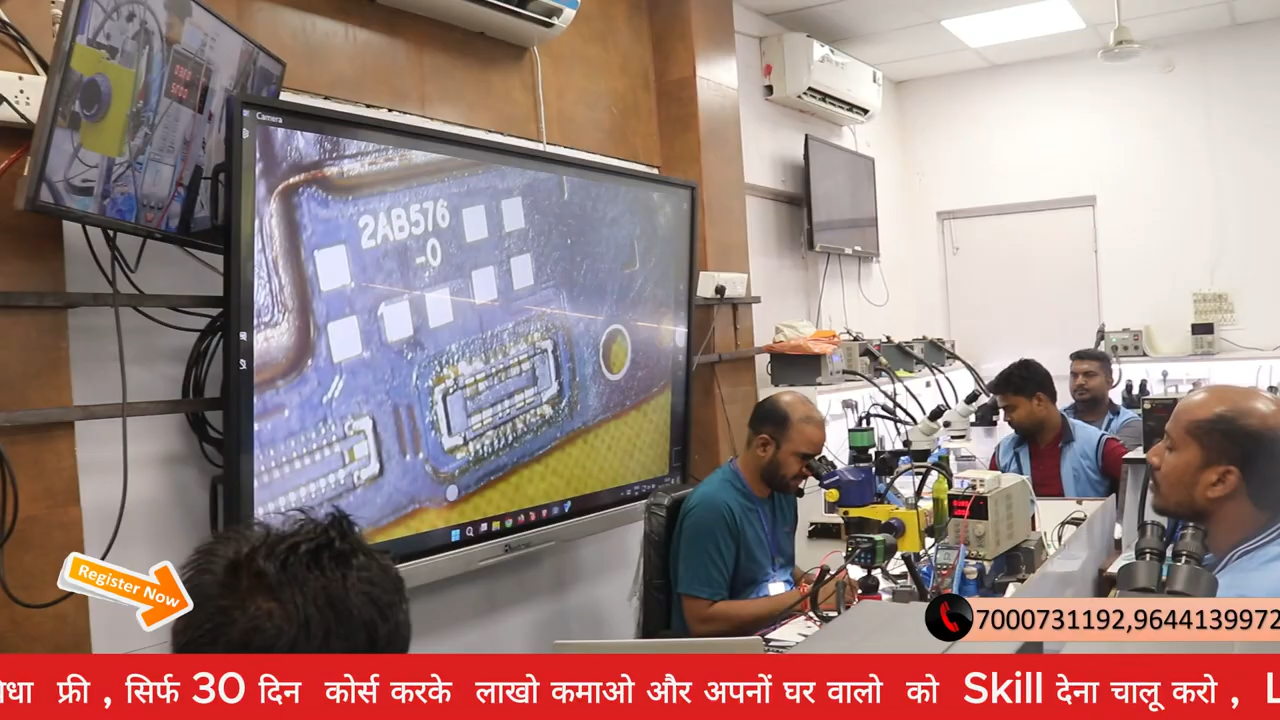 Camera
2AB576
-0
Register Now
7000731192,9644139972
फ्री , सिर्फ 30 दिन कोर्स करके लाखो कमाओ और अपनों घर वालो को Skill देना चालू करो ,